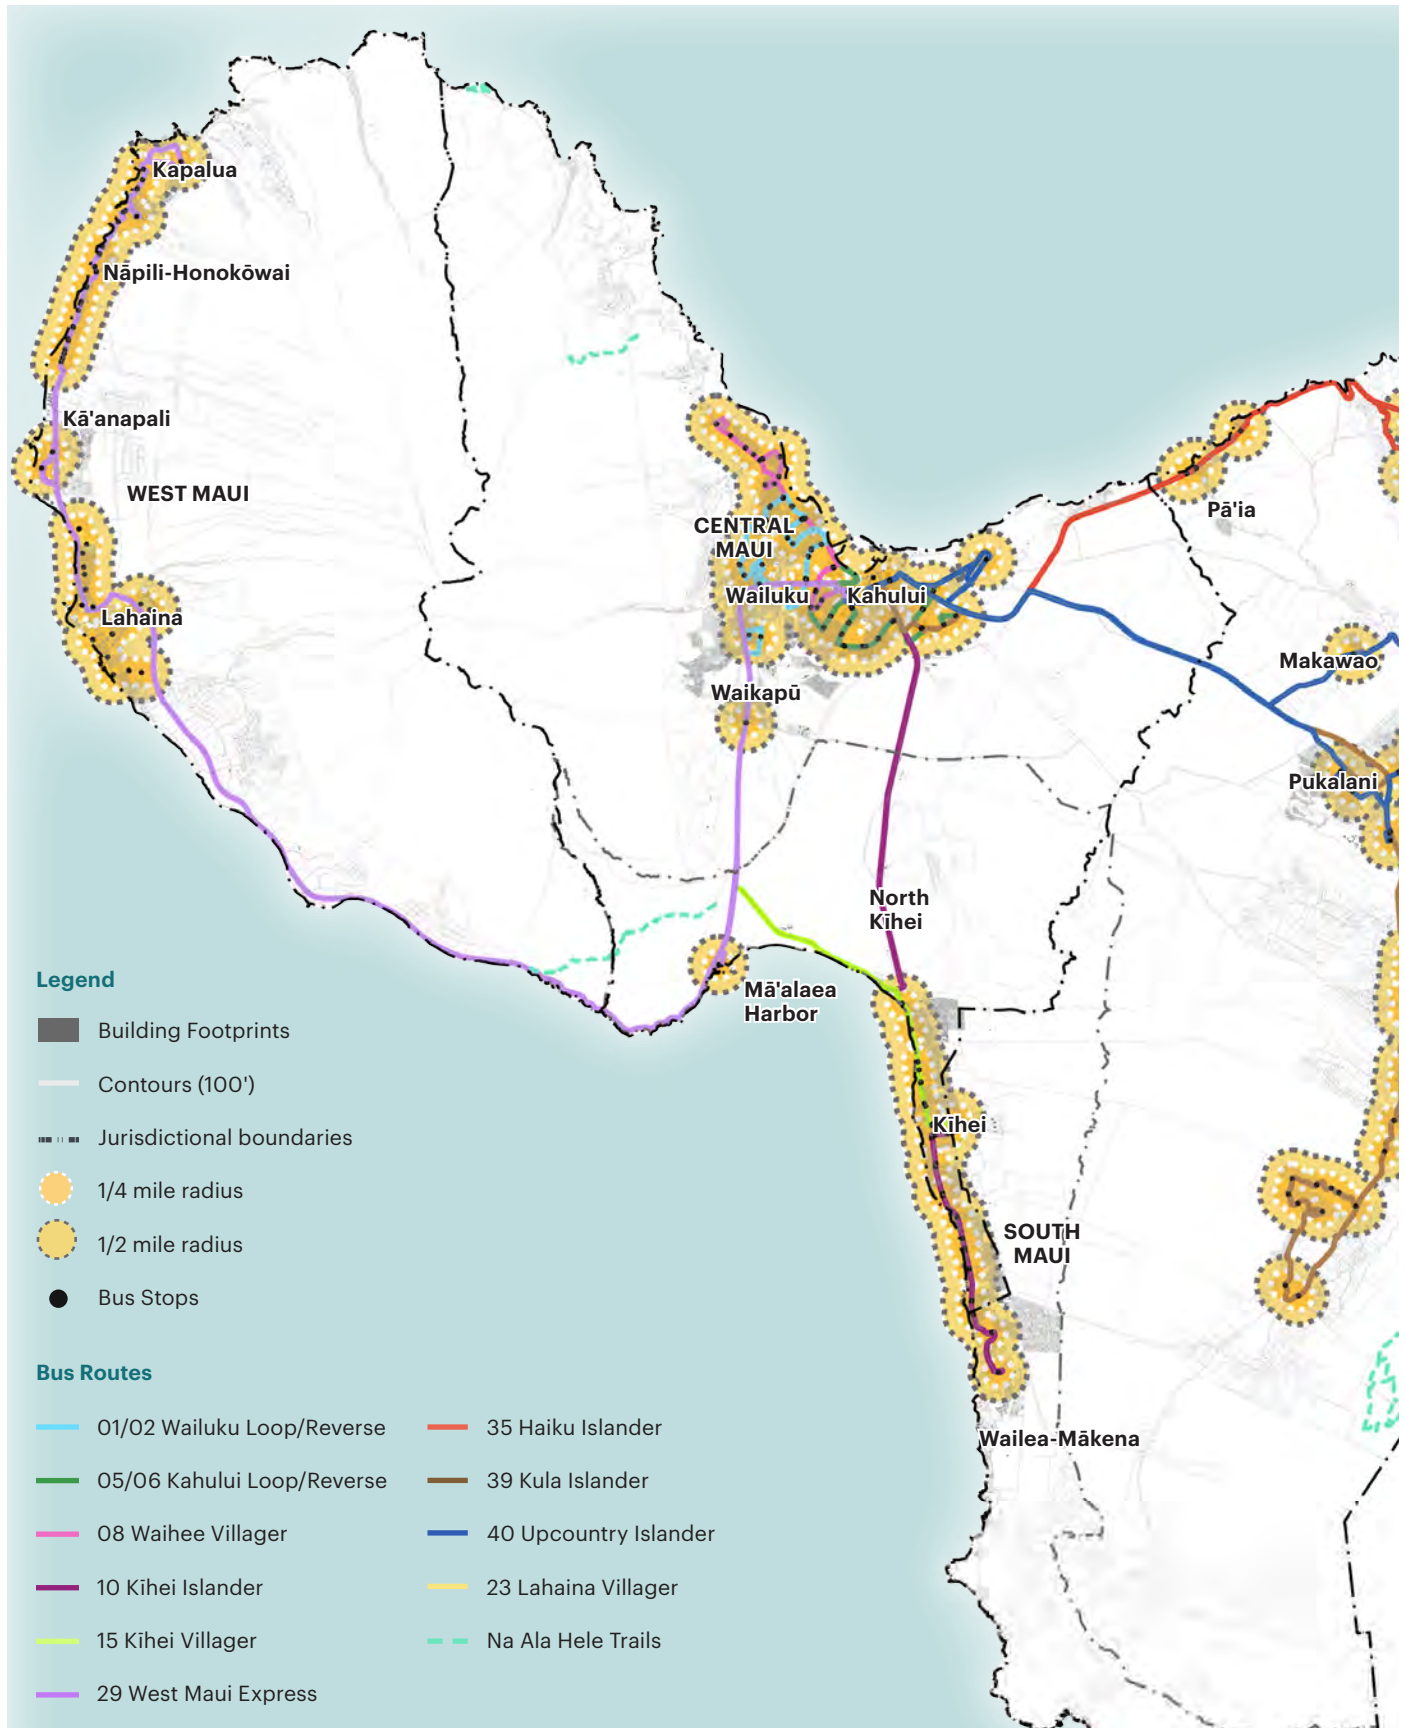 Kapalua
Nāpili-Honokōwai
Kā'anapali
WEST MAUI
Lahaina
CENTRAL
MAUI
Wailuku
Kahului
Waikapū
Pā'ia
Makawao
Pukalani
North
Kīhei
Mā'alaea
Harbor
Kīhei
SOUTH
MAUI
Wailea-Mākena
Legend
Building Footprints
Contours (100')
Jurisdictional boundaries
1/4 mile radius
1/2 mile radius
Bus Stops
Bus Routes
01/02 Wailuku Loop/Reverse
05/06 Kahului Loop/Reverse
08 Waihee Villager
10 Kīhei Islander
15 Kīhei Villager
29 West Maui Express
35 Haiku Islander
39 Kula Islander
40 Upcountry Islander
23 Lahaina Villager
Na Ala Hele Trails